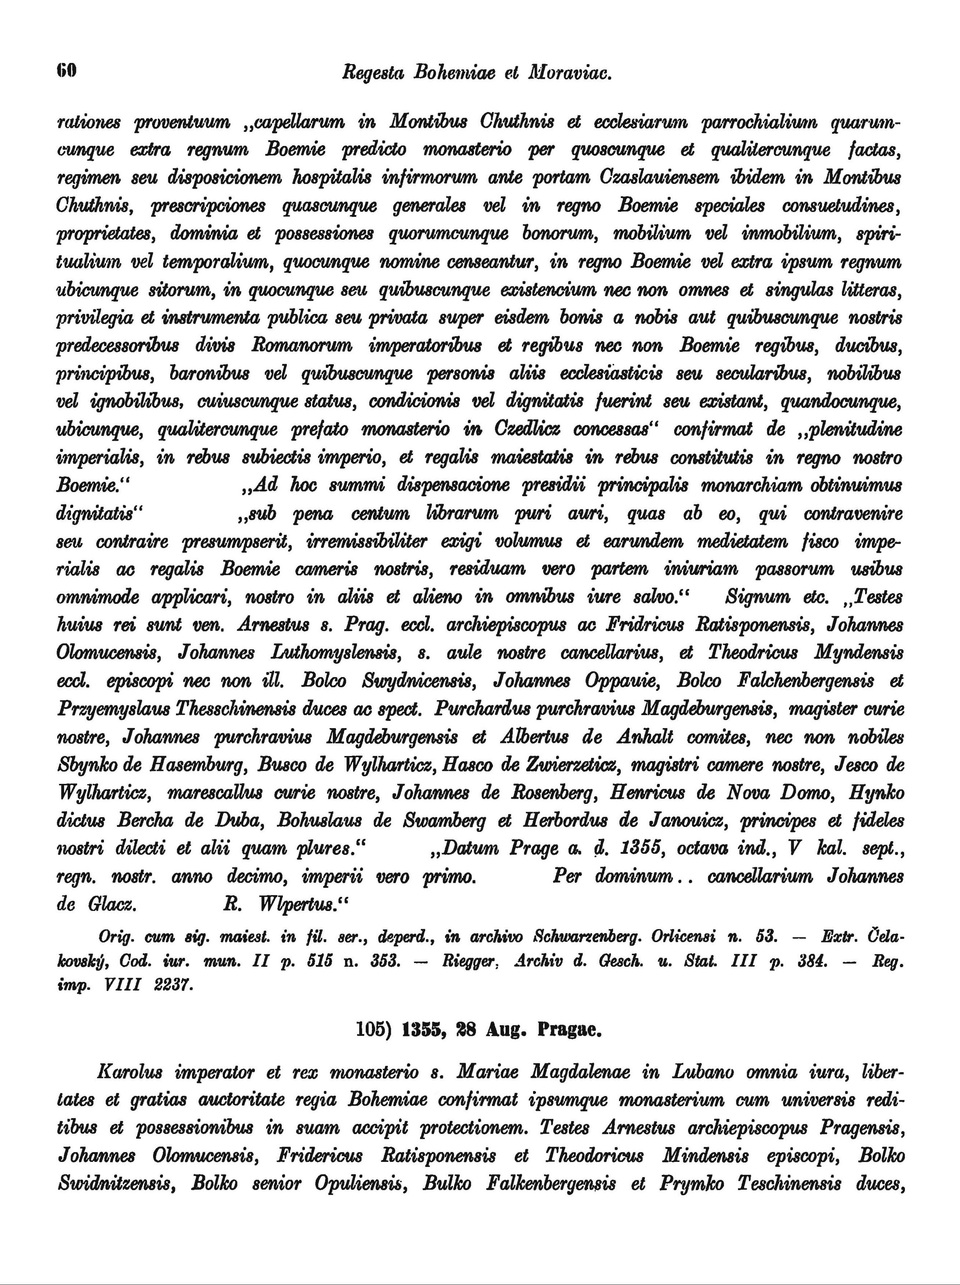 60
Regesta Bohemiae et Moraviae.
rationes proventuum „capellarum in Montibus Chuthnis et ecclesiarum parrochialium quarum-
cunque extra regnum Boemie predicto monasterio per quoscunque et qualitercunque factas,
regimen seu disposicionem hospitalis infirmorum ante portam Czaslauiensem ibidem in Montibus
Chuthnis, prescripciones quascunque generales vel in regno Boemie speciales consuetudines,
proprietates, dominia et possessiones quorumcunque bonorum, mobilium vel inmobilium, spiri-
tualium vel temporalium, quocunque nomine censeantur, in regno Boemie vel extra ipsum regnum
ubicunque sitorum, in quocunque seu quibuscunque existencium nec non omnes et singulas litteras,
privilegia et instrumenta publica seu privata super eisdem bonis a nobis aut quibuscunque nostris
predecessoribus divis Romanorum imperatoribus et regibus nec non Boemie regibus, ducibus,
principibus, baronibus vel quibuscunque personis aliis ecclesiasticis seu secularibus, nobilibus
vel ignobilibus, cuiuscunque status, condicionis vel dignitatis fuerint seu existant, quandocunque,
ubicunque, qualitercunque prefato monasterio in Czedlicz concessas“ confirmat de „plenitudine
imperialis, in rebus subiectis imperio, et regalis maiestatis in rebus constitutis in regno nostro
Boemie.“ „Ad hoc summi dispensacione presidii principalis monarchiam obtinuimus
dignitatis“ „sub pena centum librarum puri auri, quas ab eo, qui contravenire
seu contraire presumpserit, irremissibiliter exigi volumus et earundem medietatem fisco impe-
rialis ac regalis Boemie cameris nostris, residuam vero partem iniuriam passorum usibus
omnimode applicari, nostro in aliis et alieno in omnibus iure salvo.“ Signum etc. „Testes
huius rei sunt ven. Arnestus s. Prag. eccl. archiepiscopus ac Fridricus Ratisponensis, Johannes
Olomucensis, Johannes Luthomyslensis, s. aule nostre cancellarius, et Theodricus Myndensis
eccl. episcopi nec non ill. Bolco Swydnicensis, Johannes Oppauie, Bolco Falchenbergensis et
Przyemyslaus Thesschinensis duces ac spect. Purchardus purchravius Magdeburgensis, magister curie
nostre, Johannes purchravius Magdeburgensis et Albertus de Anhalt comites, nec non nobiles
Sbynko de Hasemburg, Busco de Wylharticz, Hasco de Zwierzeticz, magistri camere nostre, Jesco de
Wylharticz, marescallus curie nostre, Johannes de Rosenberg, Henricus de Nova Domo, Hynko
dictus Bercha de Duba, Bohuslaus de Swamberg et Herbordus de Janouicz, principes et fideles
nostri dilecti et alii quam plures.“ „Datum Prage a. d. 1355, octava ind., V kal. sept.,
regn. nostr. anno decimo, imperii vero primo. Per dominum.. cancellarium Johannes
de Glacz. R. Wlpertus.“
Orig. cum sig. maiest. in fil. ser., deperd., in archivo Schwarzenberg. Orlicensi n. 53. — Extr. Čela-
kovský, Cod. iur. mun. II p. 515 n. 353. — Riegger, Archiv d. Gesch. u. Stat. III p. 384. — Reg.
imp. VIII 2237.
105) 1355, 28 Aug. Pragae.
Karolus imperator et rex monasterio s. Mariae Magdalenae in Lubano omnia iura, liber-
tates et gratias auctoritate regia Bohemiae confirmat ipsumque monasterium cum universis redi-
tibus et possessionibus in suam accipit protectionem. Testes Arnestus archiepiscopus Pragensis,
Johannes Olomucensis, Fridericus Ratisponensis et Theodoricus Mindensis episcopi, Bolko
Swidnitzensis, Bolko senior Opuliensis, Bulko Falkenbergensis et Prymko Teschinensis duces,